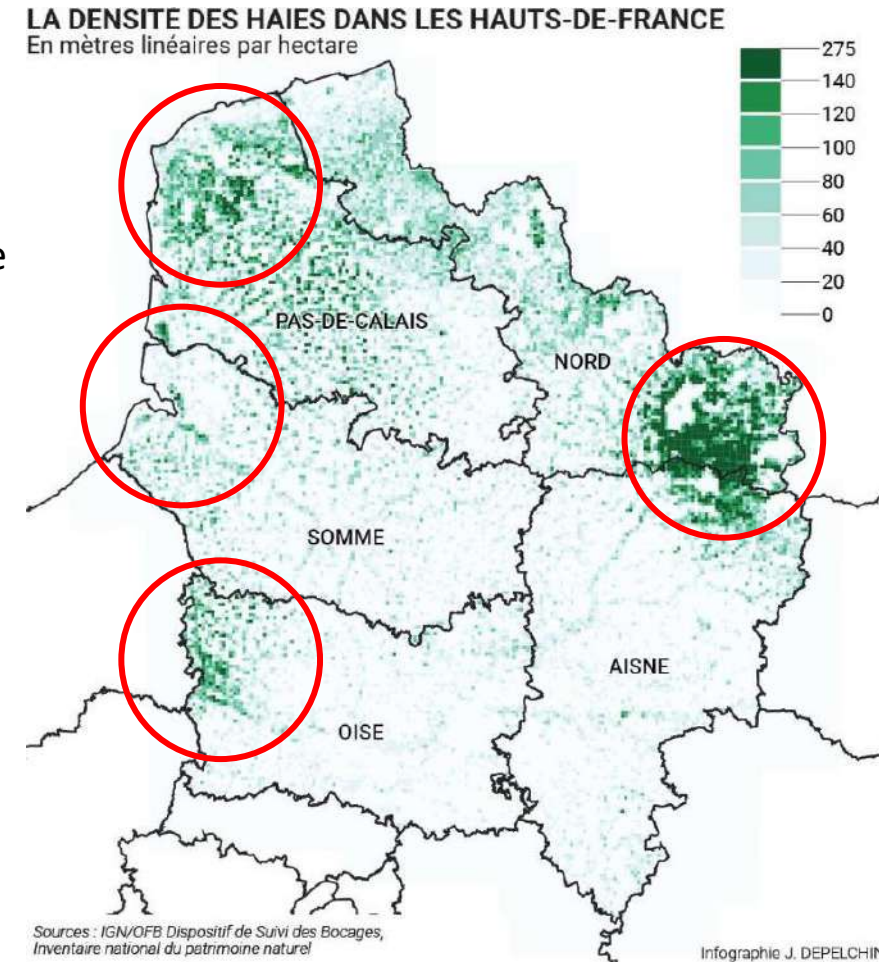 LA DENSITÉ DES HAIES DANS LES HAUTS-DE-FRANCE
En mètres linéaires par hectare
275
140
120
100
80
60
40
20
0
e
PAS-DE-CALAIS
NORD
SOMME
AISNE
OISE
Sources : IGN/OFB Dispositif de Suivi des Bocages,
Inventaire national du patrimoine naturel
Infographie J. DEPELCHIN